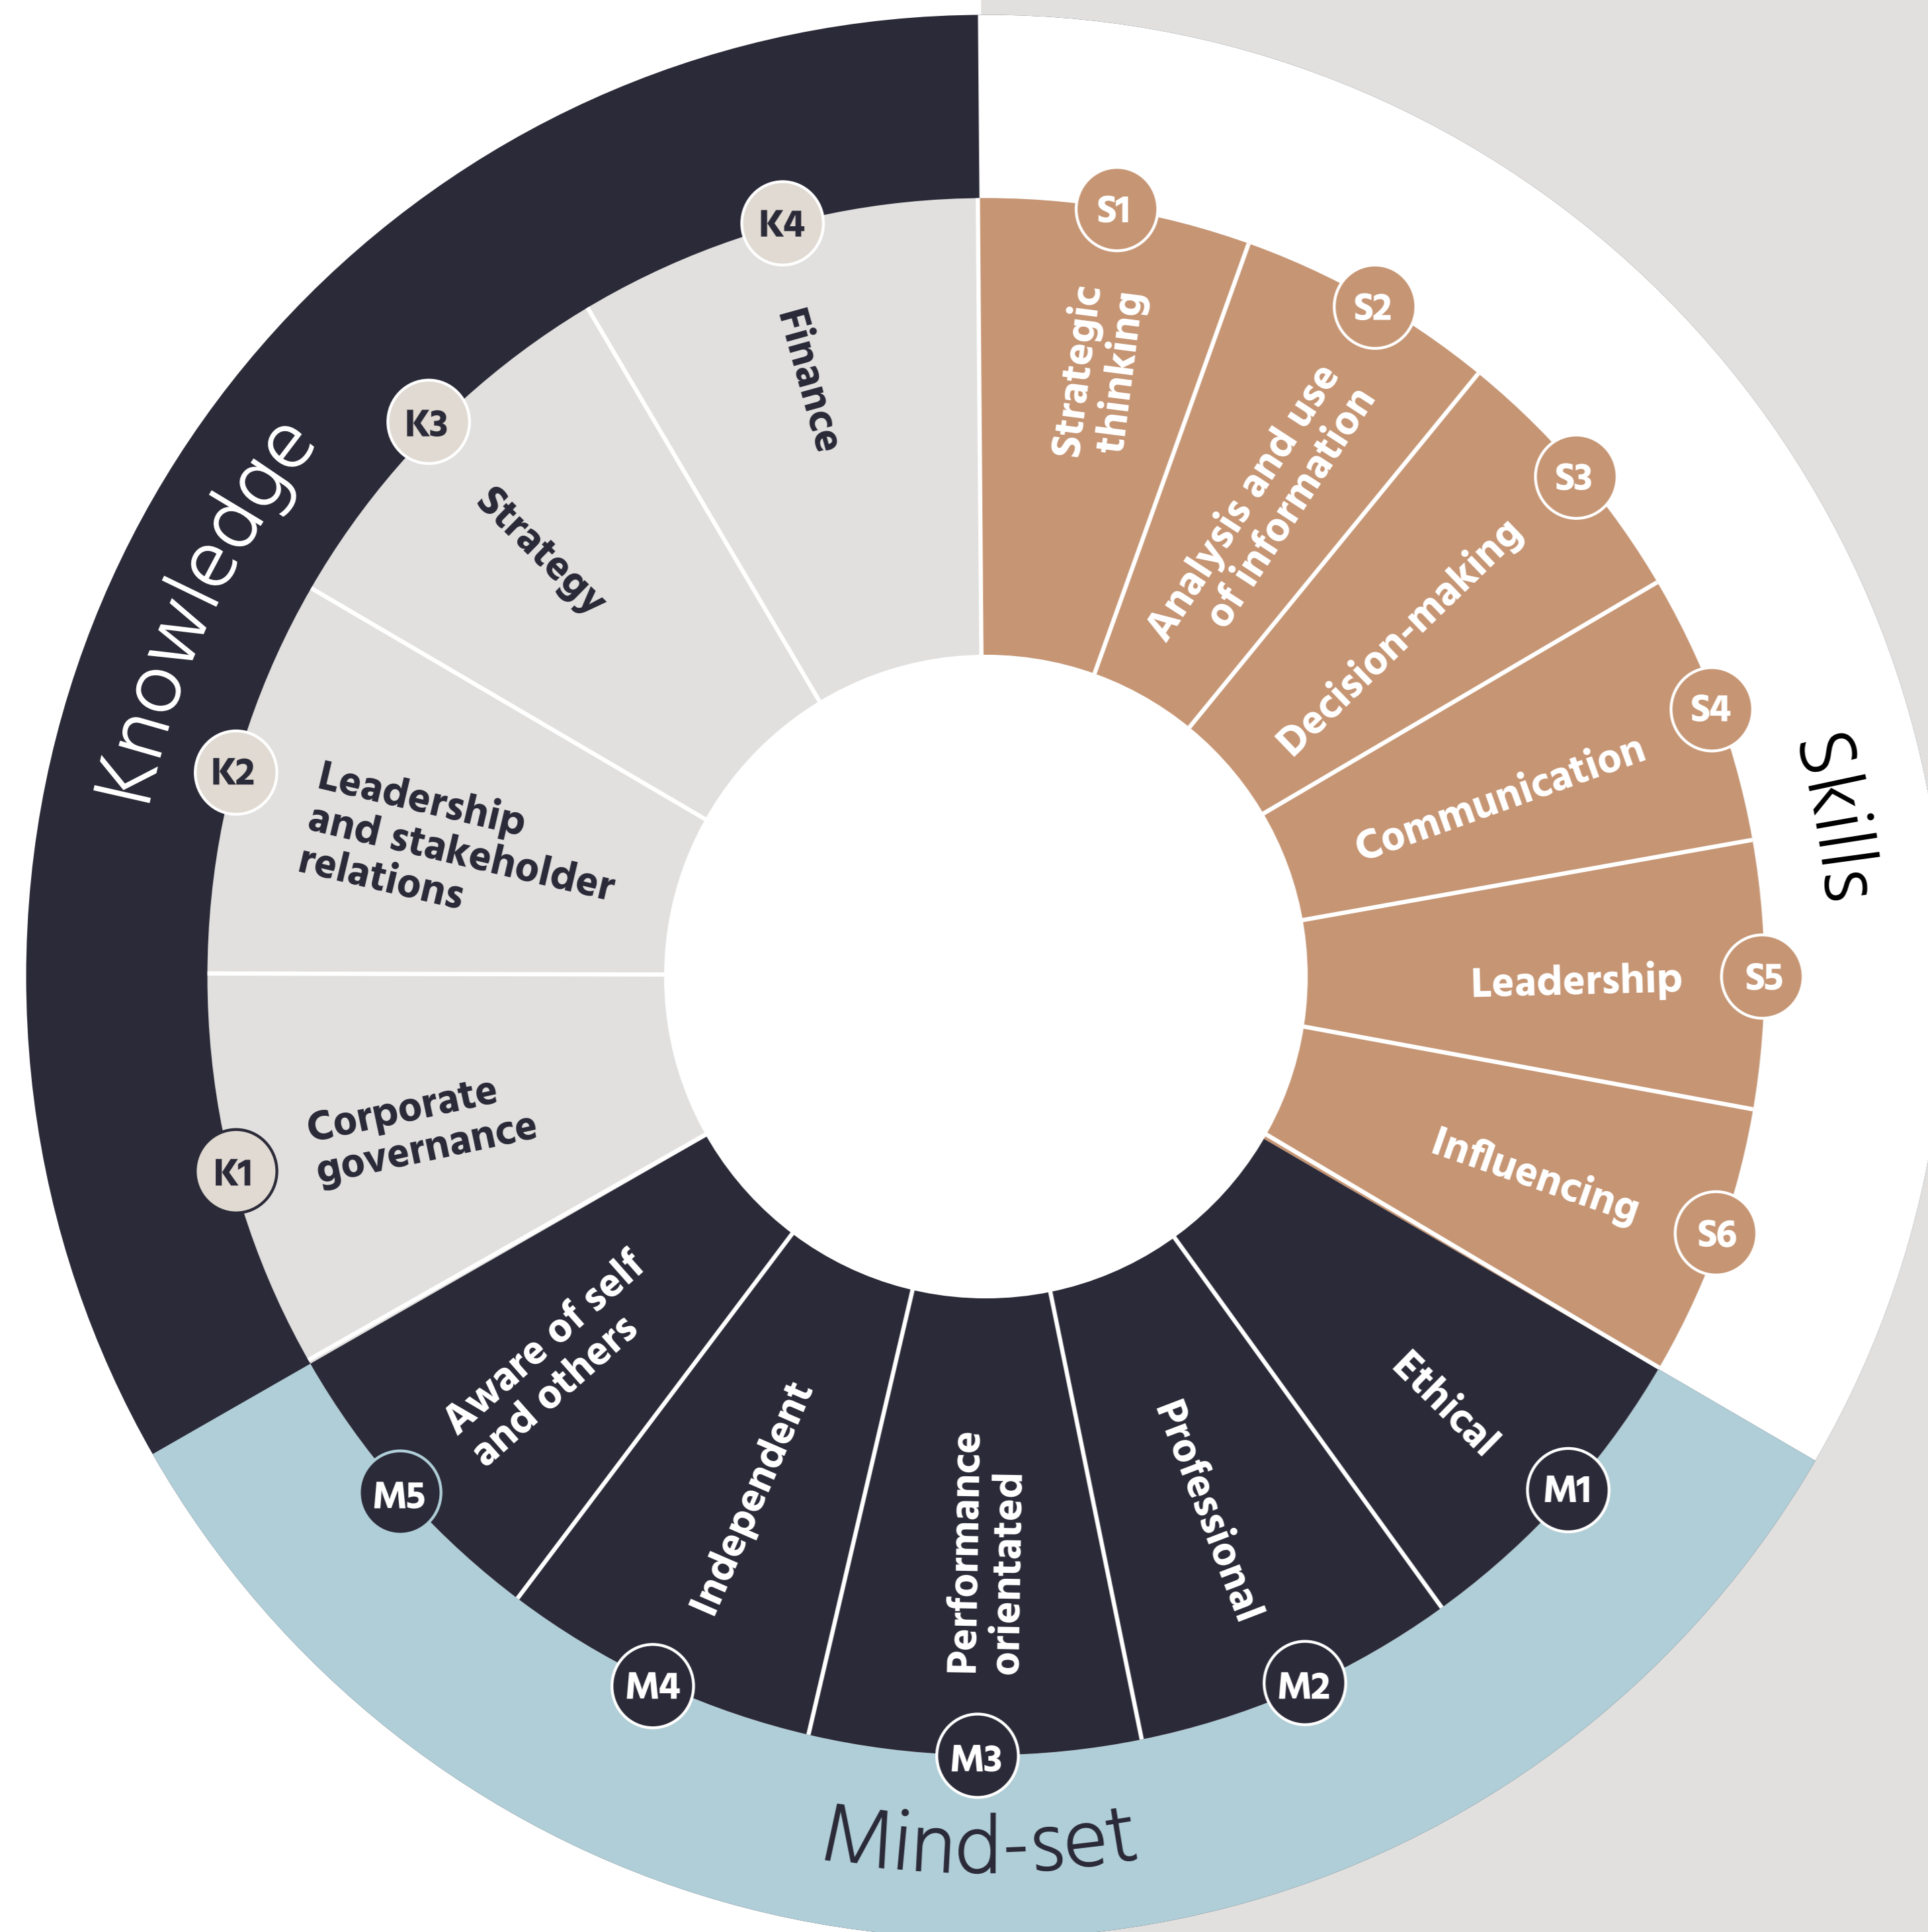 Knowledge
K1
Corporate
governance
K2
Leadership
and stakeholder
relations
K3
Strategy
K4
Finance
Skills
S1
Strategic
thinking
S2
Analysis and use
of information
S3
Decision-making
S4
Communication
S5
Leadership
S6
Influencing
Mind-set
M1
Ethical
M2
Professional
M3
Performance
orientated
M4
Independent
M5
Aware of self
and others